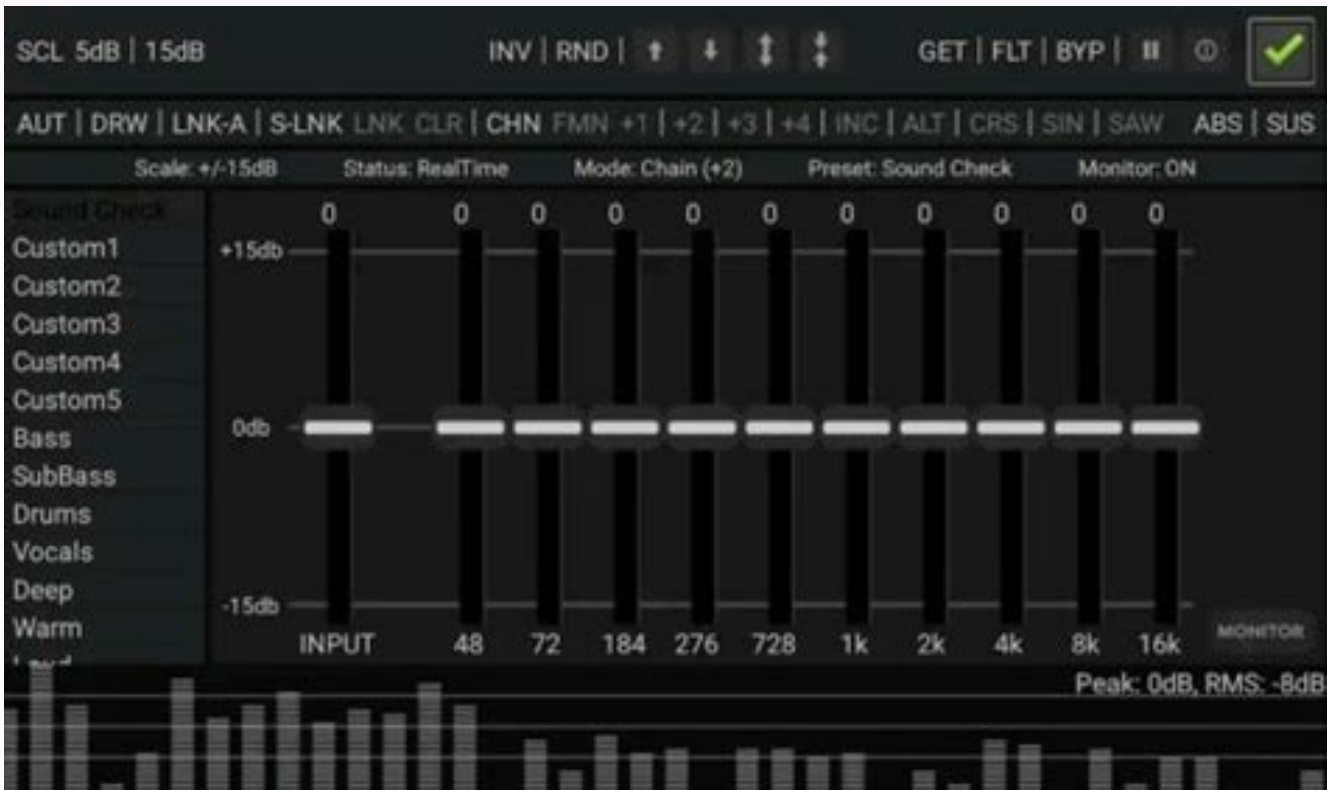 SCL 5dB | 15dB INV | RND | GET | FLT | BYP |
AUT | DRW | LNK-A | S-LNK LNK CLR | CHN FMN +1 | +2 | +3 | +4 | INC | ALT | CRS | SIN | SAW ABS | SUS
Scale: +/-15dB Status: RealTime Mode: Chain (+2) Preset: Sound Check Monitor: ON
Sound Check
Custom1
Custom2
Custom3
Custom4
Custom5
Bass
SubBass
Drums
Vocals
Deep
Warm
Loud
0 0 0 0 0 0 0 0 0 0 0
+15db
0db
-15db
INPUT 48 72 184 276 728 1k 2k 4k 8k 16k
MONITOR
Peak: 0dB, RMS: -8dB